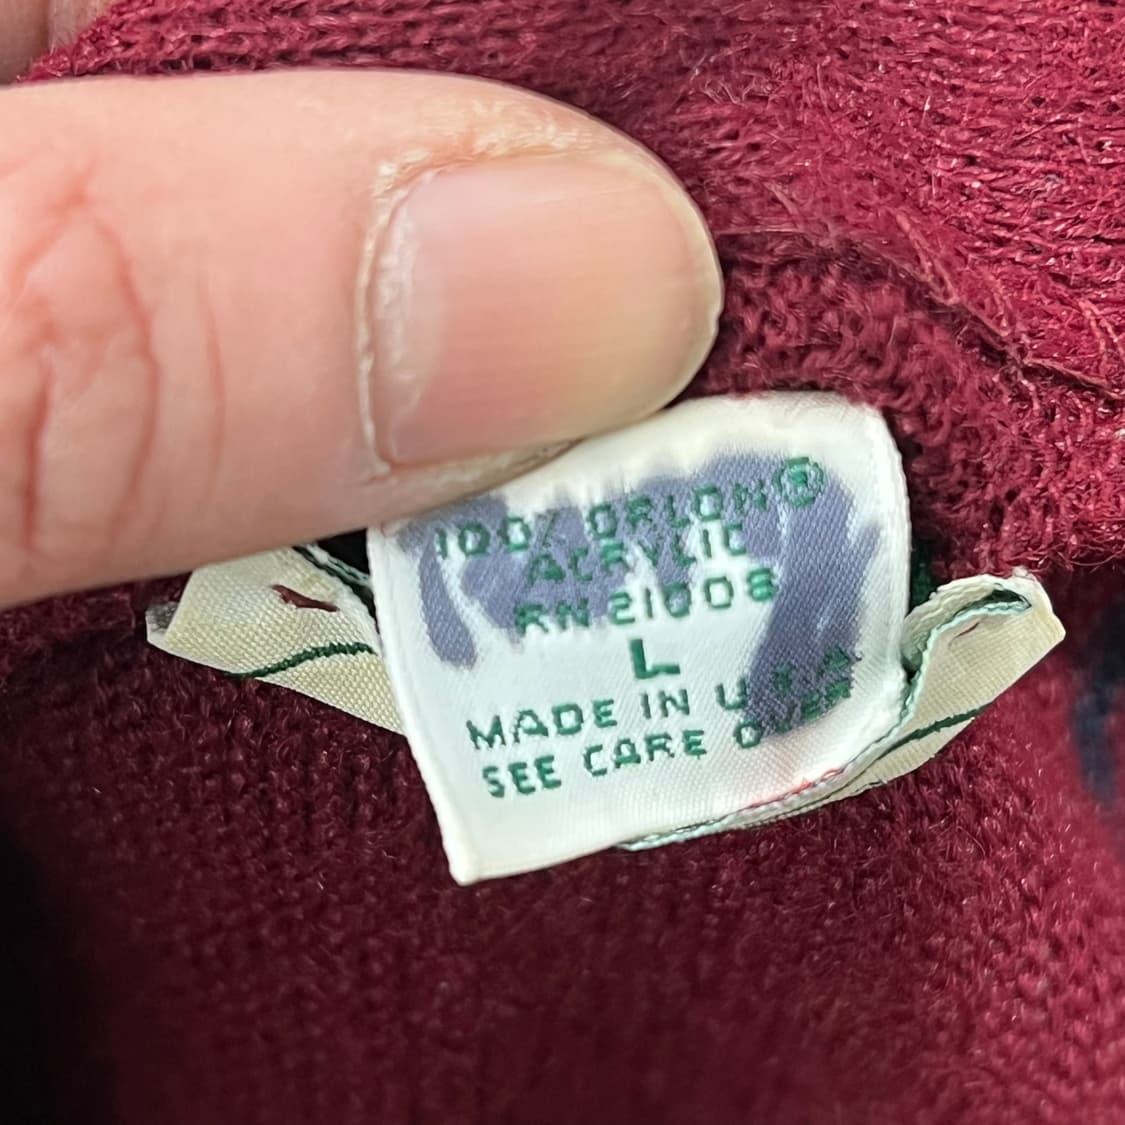 100% ORLON®
ACRYLIC
RN 21008
L
MADE IN U.S.A.
SEE CARE OVER